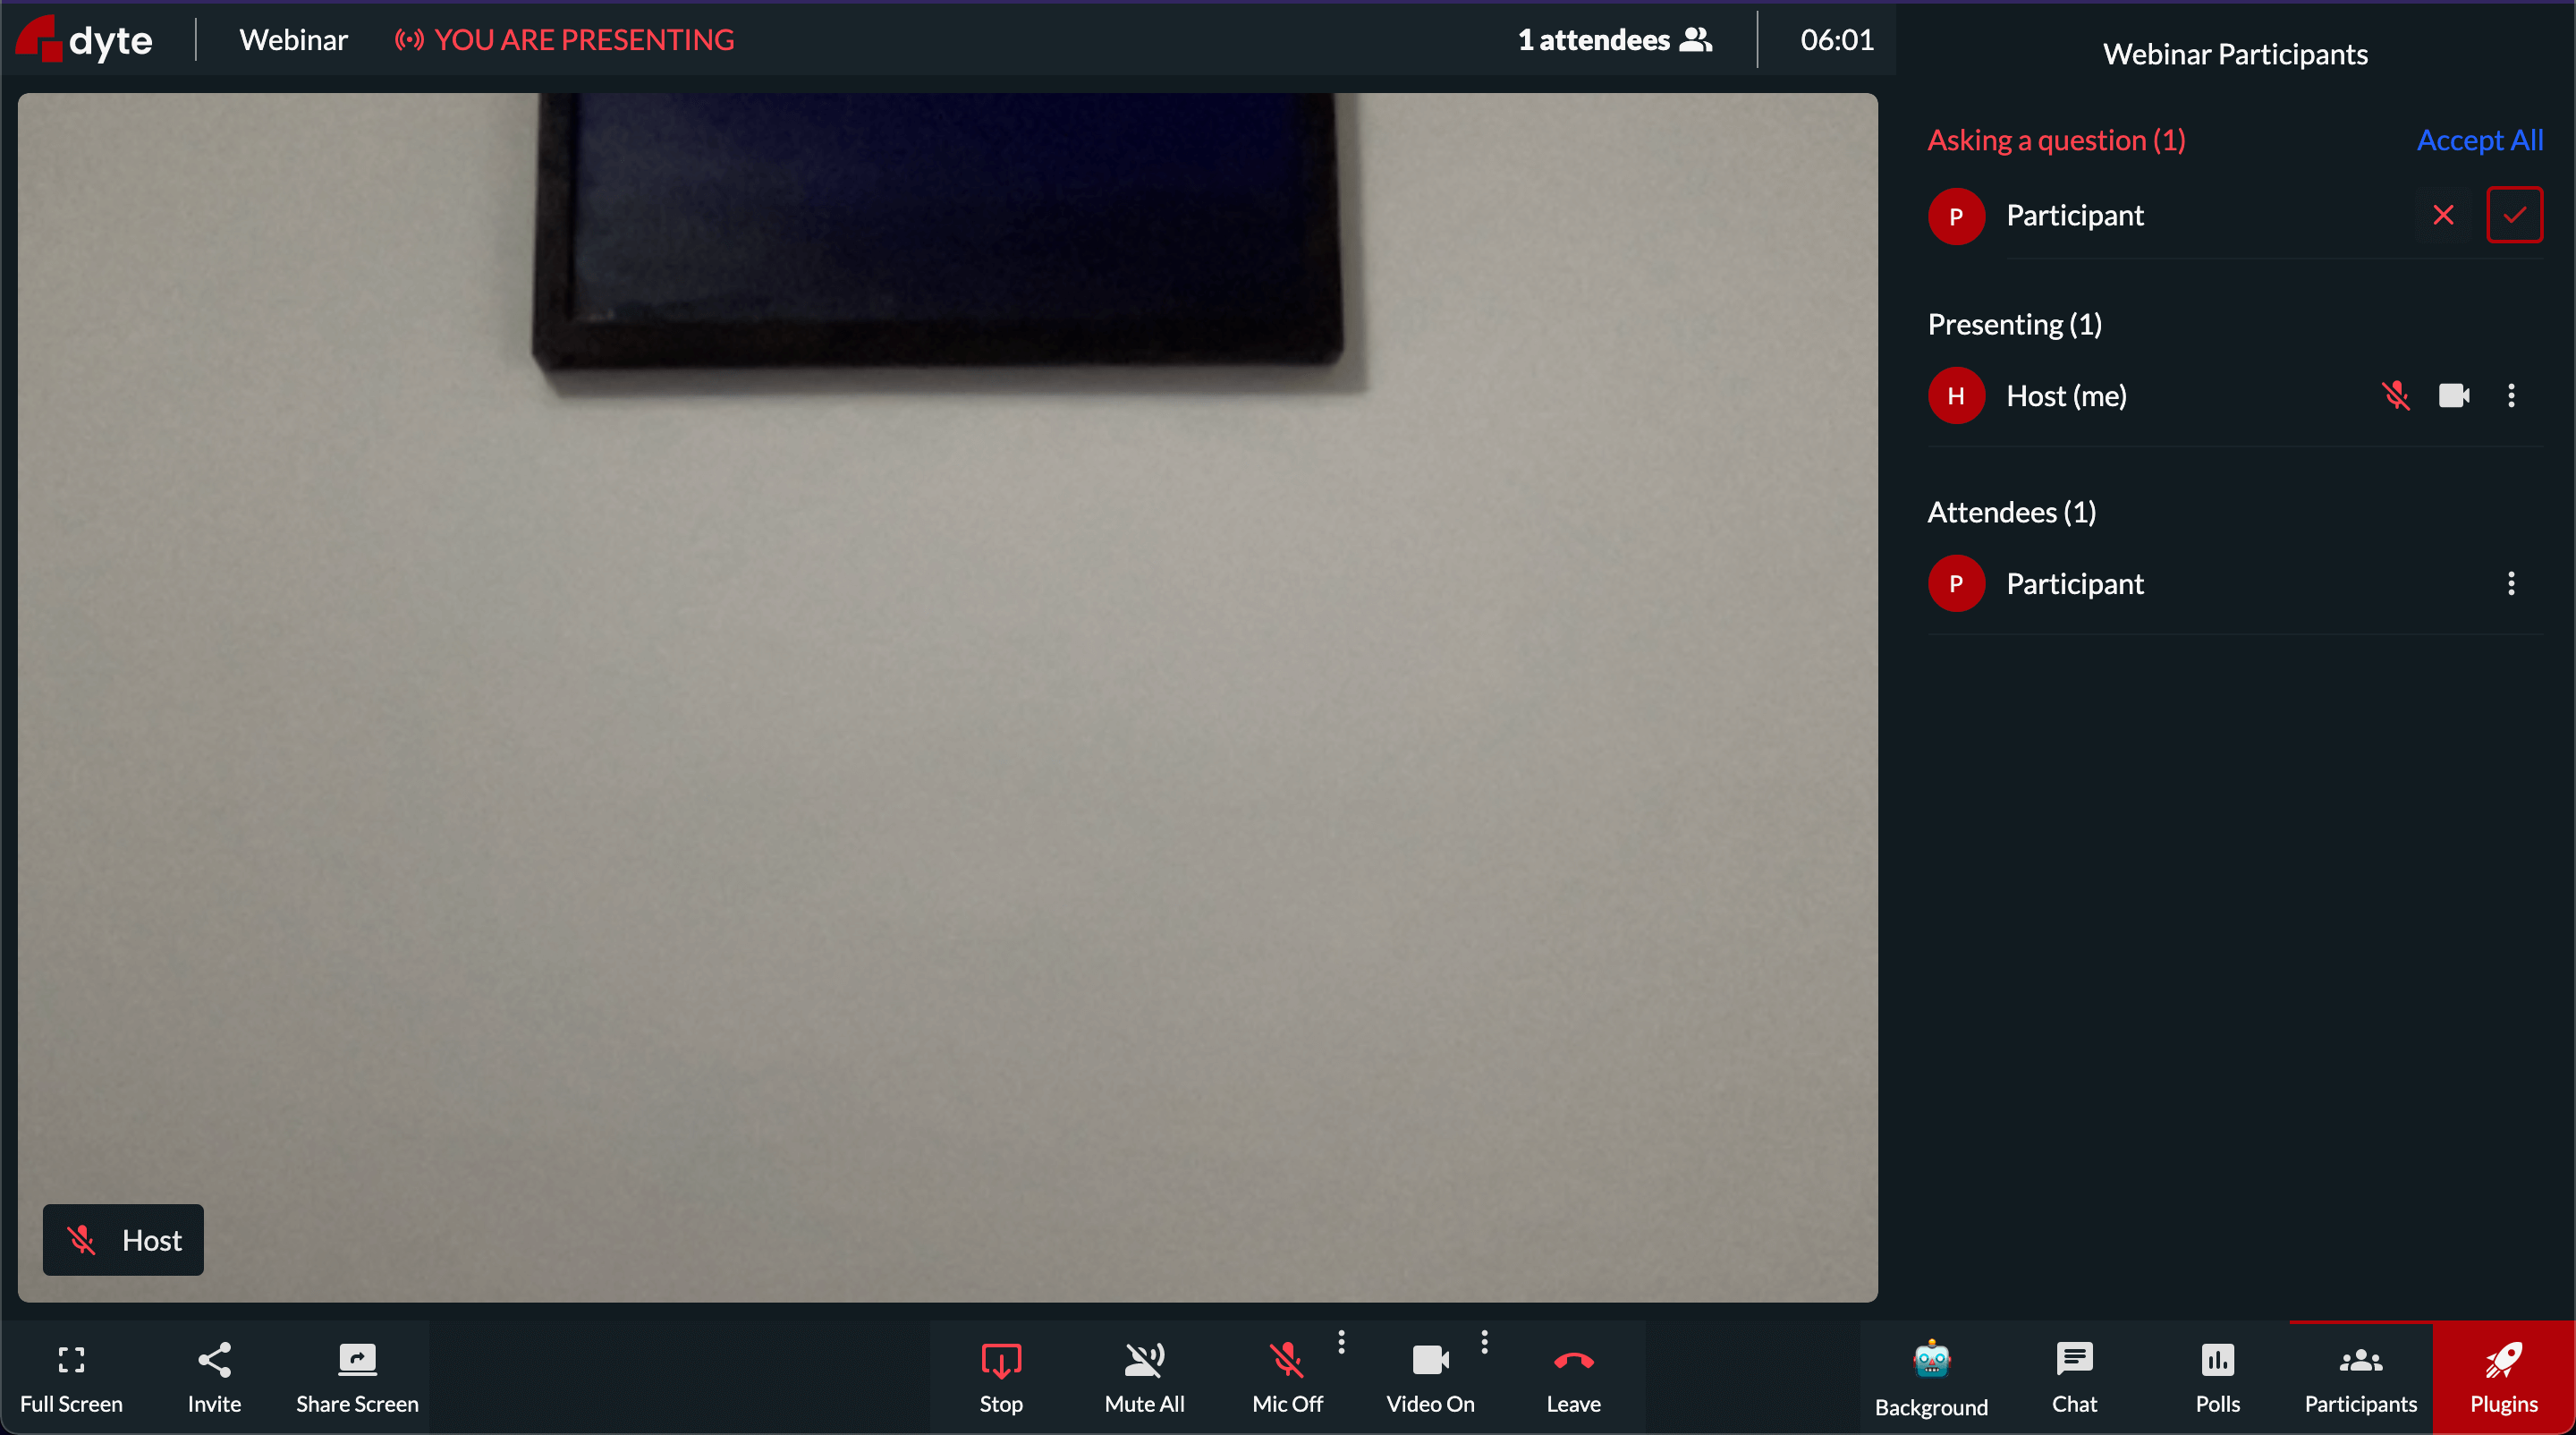 dyte
Webinar
YOU ARE PRESENTING
1 attendees
06:01
Webinar Participants
Asking a question (1)
Accept All
P
Participant
Presenting (1)
H
Host (me)
Attendees (1)
P
Participant
Host
Full Screen
Invite
Share Screen
Stop
Mute All
Mic Off
Video On
Leave
Background
Chat
Polls
Participants
Plugins